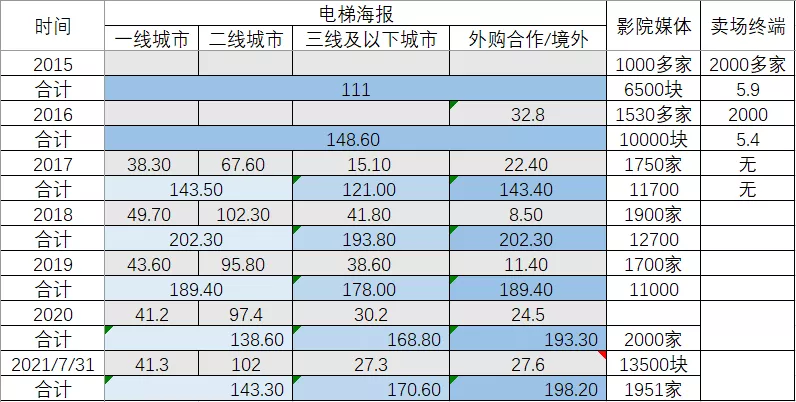 时间 电梯海报 影院媒体 卖场终端
一线城市 二线城市 三线及以下城市 外购合作/境外
2015 1000多家 2000多家
合计 111 6500块 5.9
2016 32.8 1530多家 2000
合计 148.60 10000块 5.4
2017 38.30 67.60 15.10 22.40 1750家 无
合计 143.50 121.00 143.40 11700 无
2018 49.70 102.30 41.80 8.50 1900家
合计 202.30 193.80 202.30 12700
2019 43.60 95.80 38.60 11.40 1700家
合计 189.40 178.00 189.40 11000
2020 41.2 97.4 30.2 24.5
合计 138.60 168.80 193.30 2000家
2021/7/31 41.3 102 27.3 27.6 13500块
合计 143.30 170.60 198.20 1951家